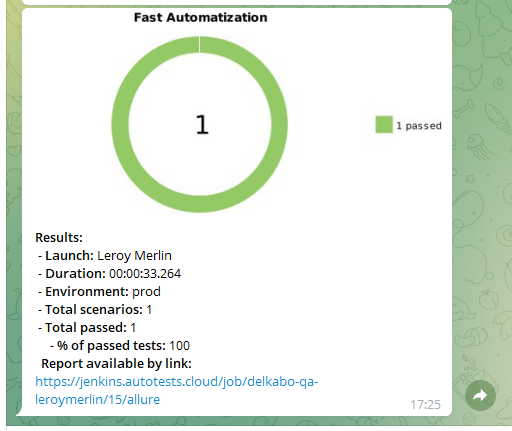 Fast Automatization
1
1 passed
Results:
- Launch: Leroy Merlin
- Duration: 00:00:33.264
- Environment: prod
- Total scenarios: 1
- Total passed: 1
- % of passed tests: 100
Report available by link:
https://jenkins.autotests.cloud/job/delkabo-qa-
leroymerlin/15/allure
17:25